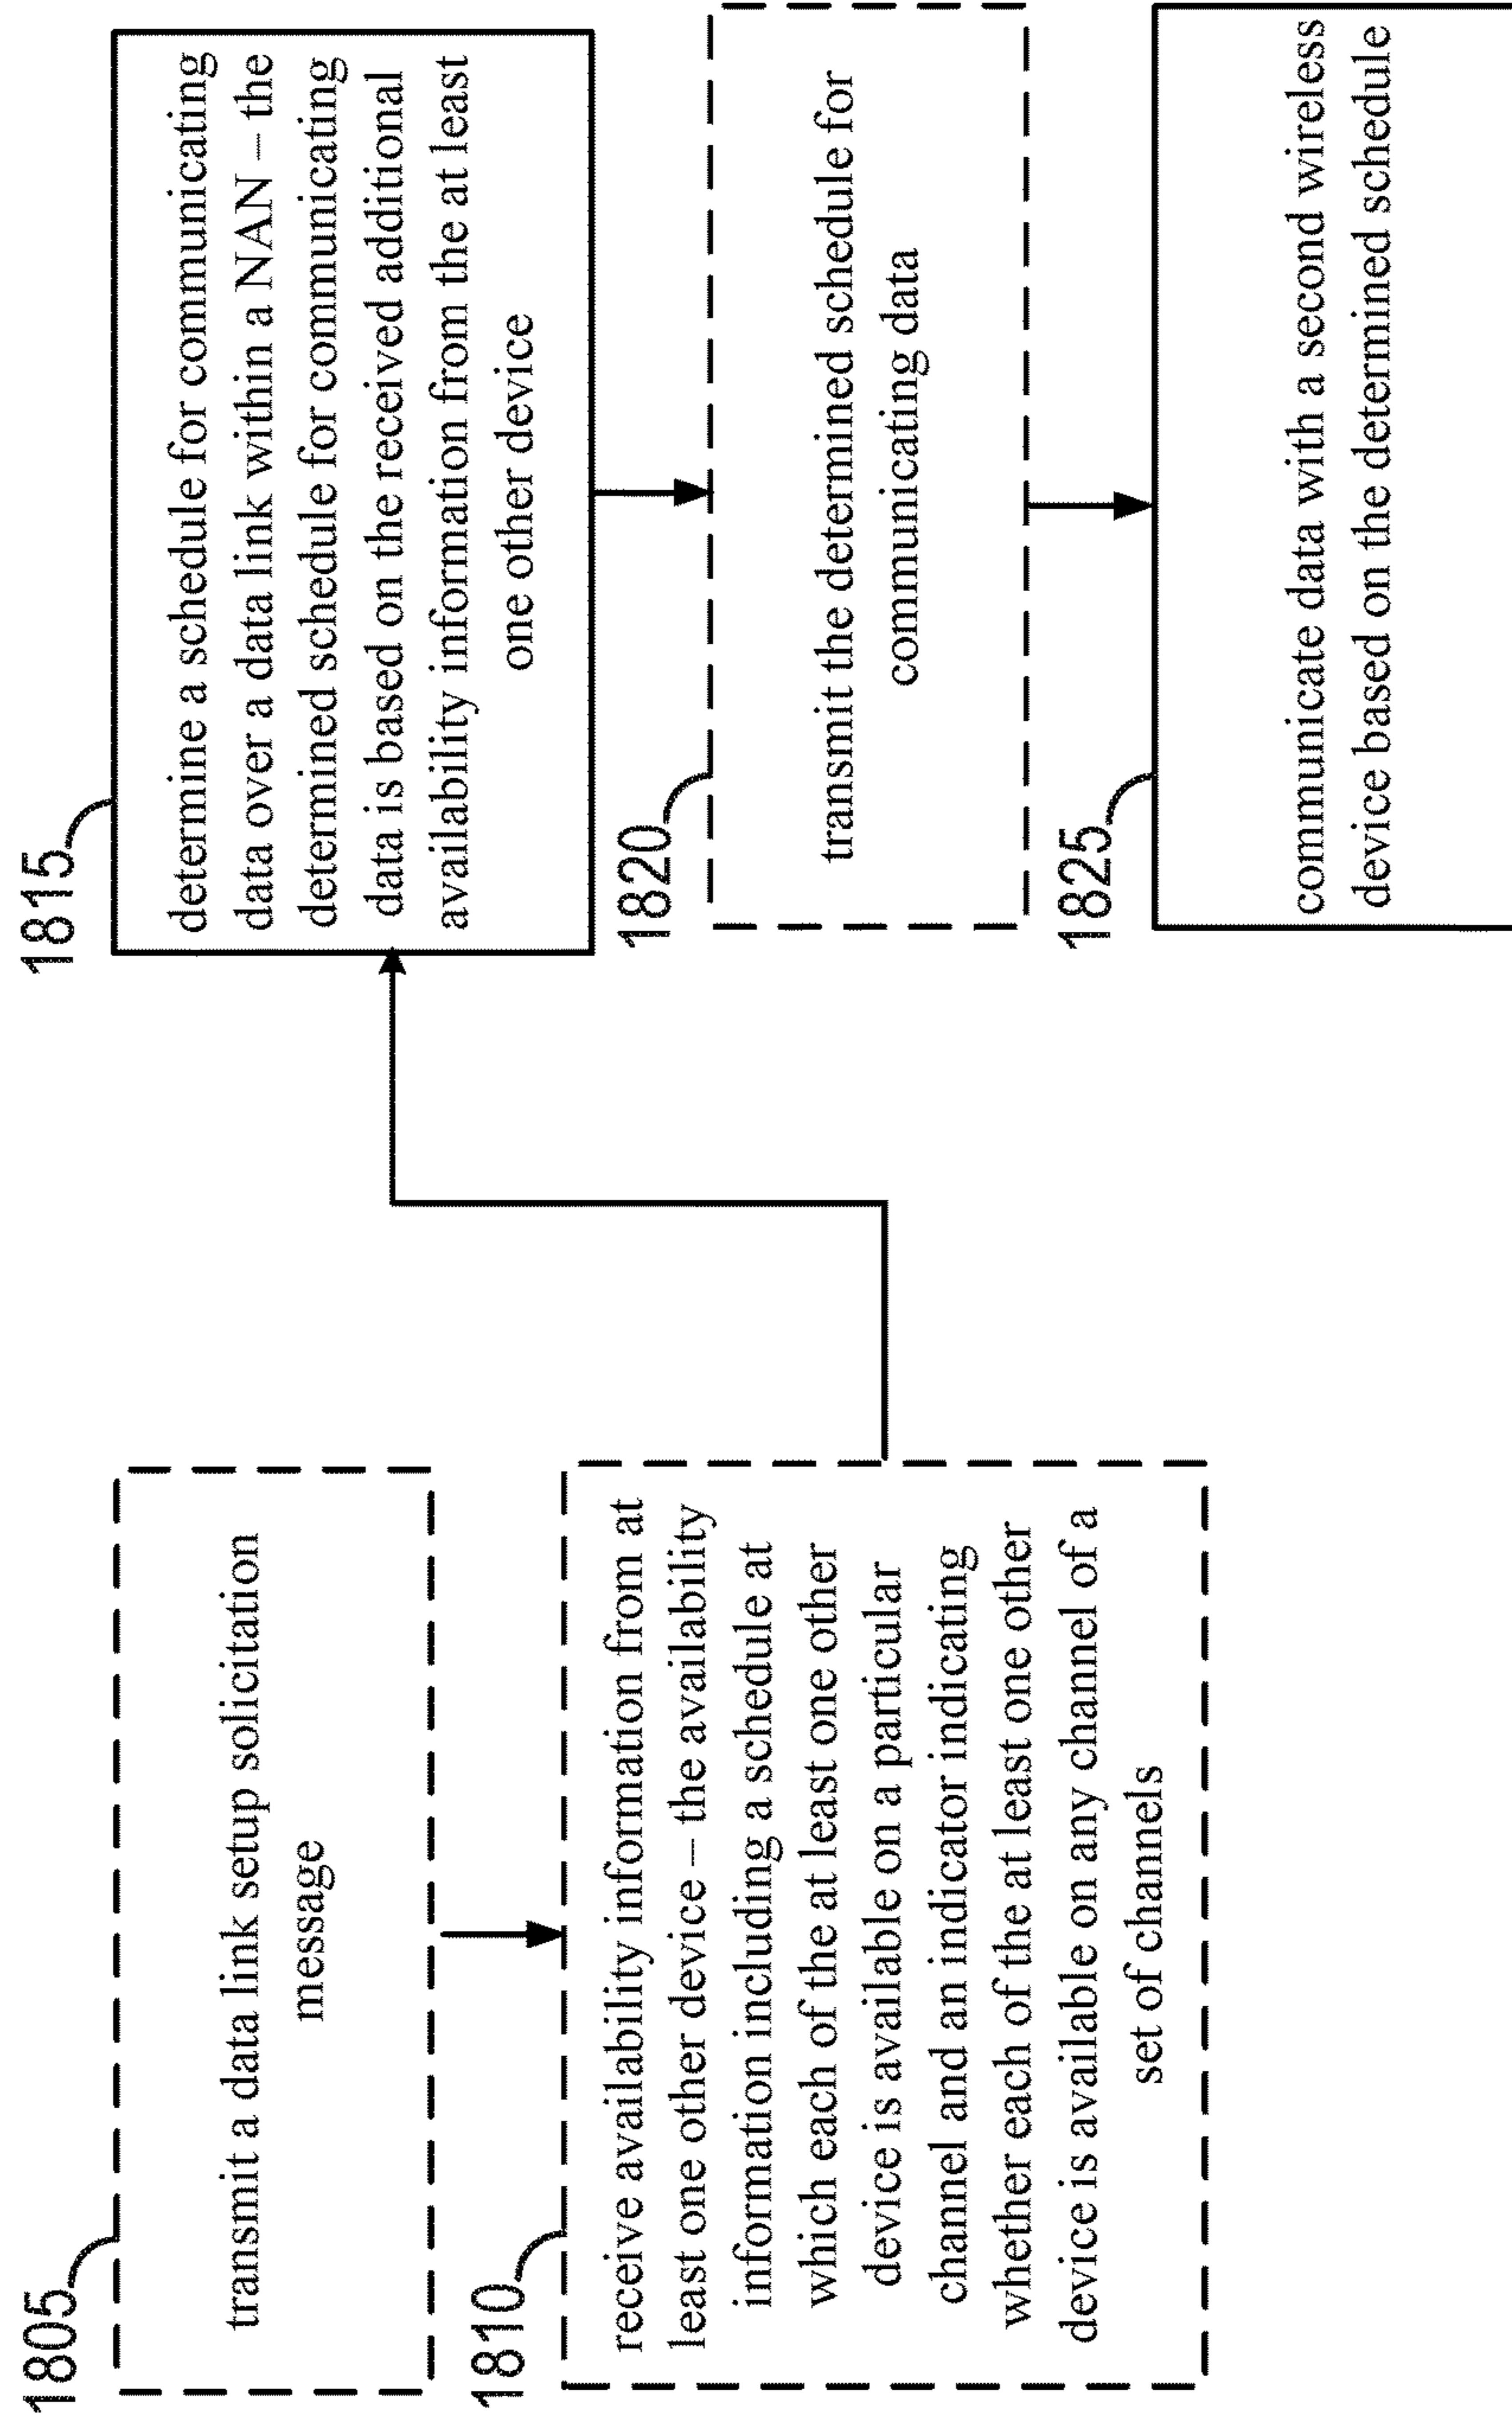 1805
transmit a data link setup solicitation
message
1810
receive availability information from at
least one other device – the availability
information including a schedule at
which each of the at least one other
device is available on a particular
channel and an indicator indicating
whether each of the at least one other
device is available on any channel of a
set of channels
1815
determine a schedule for communicating
data over a data link within a NAN – the
determined schedule for communicating
data is based on the received additional
availability information from the at least
one other device
1820
transmit the determined schedule for
communicating data
1825
communicate data with a second wireless
device based on the determined schedule